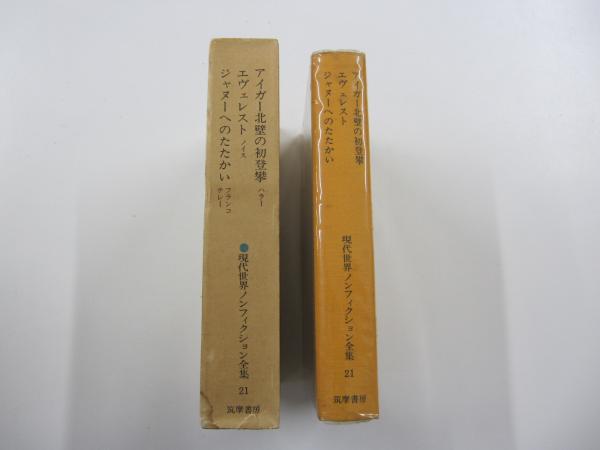 アイガー北壁の初登攀 ハラー
エヴェレスト ノイス
ジャヌーへのたたかい フランコ テレー
●現代世界ノンフィクション全集 21
筑摩書房
アイガー北壁の初登攀
エヴェレスト
ジャヌーへのたたかい
現代世界ノンフィクション全集 21
筑摩書房